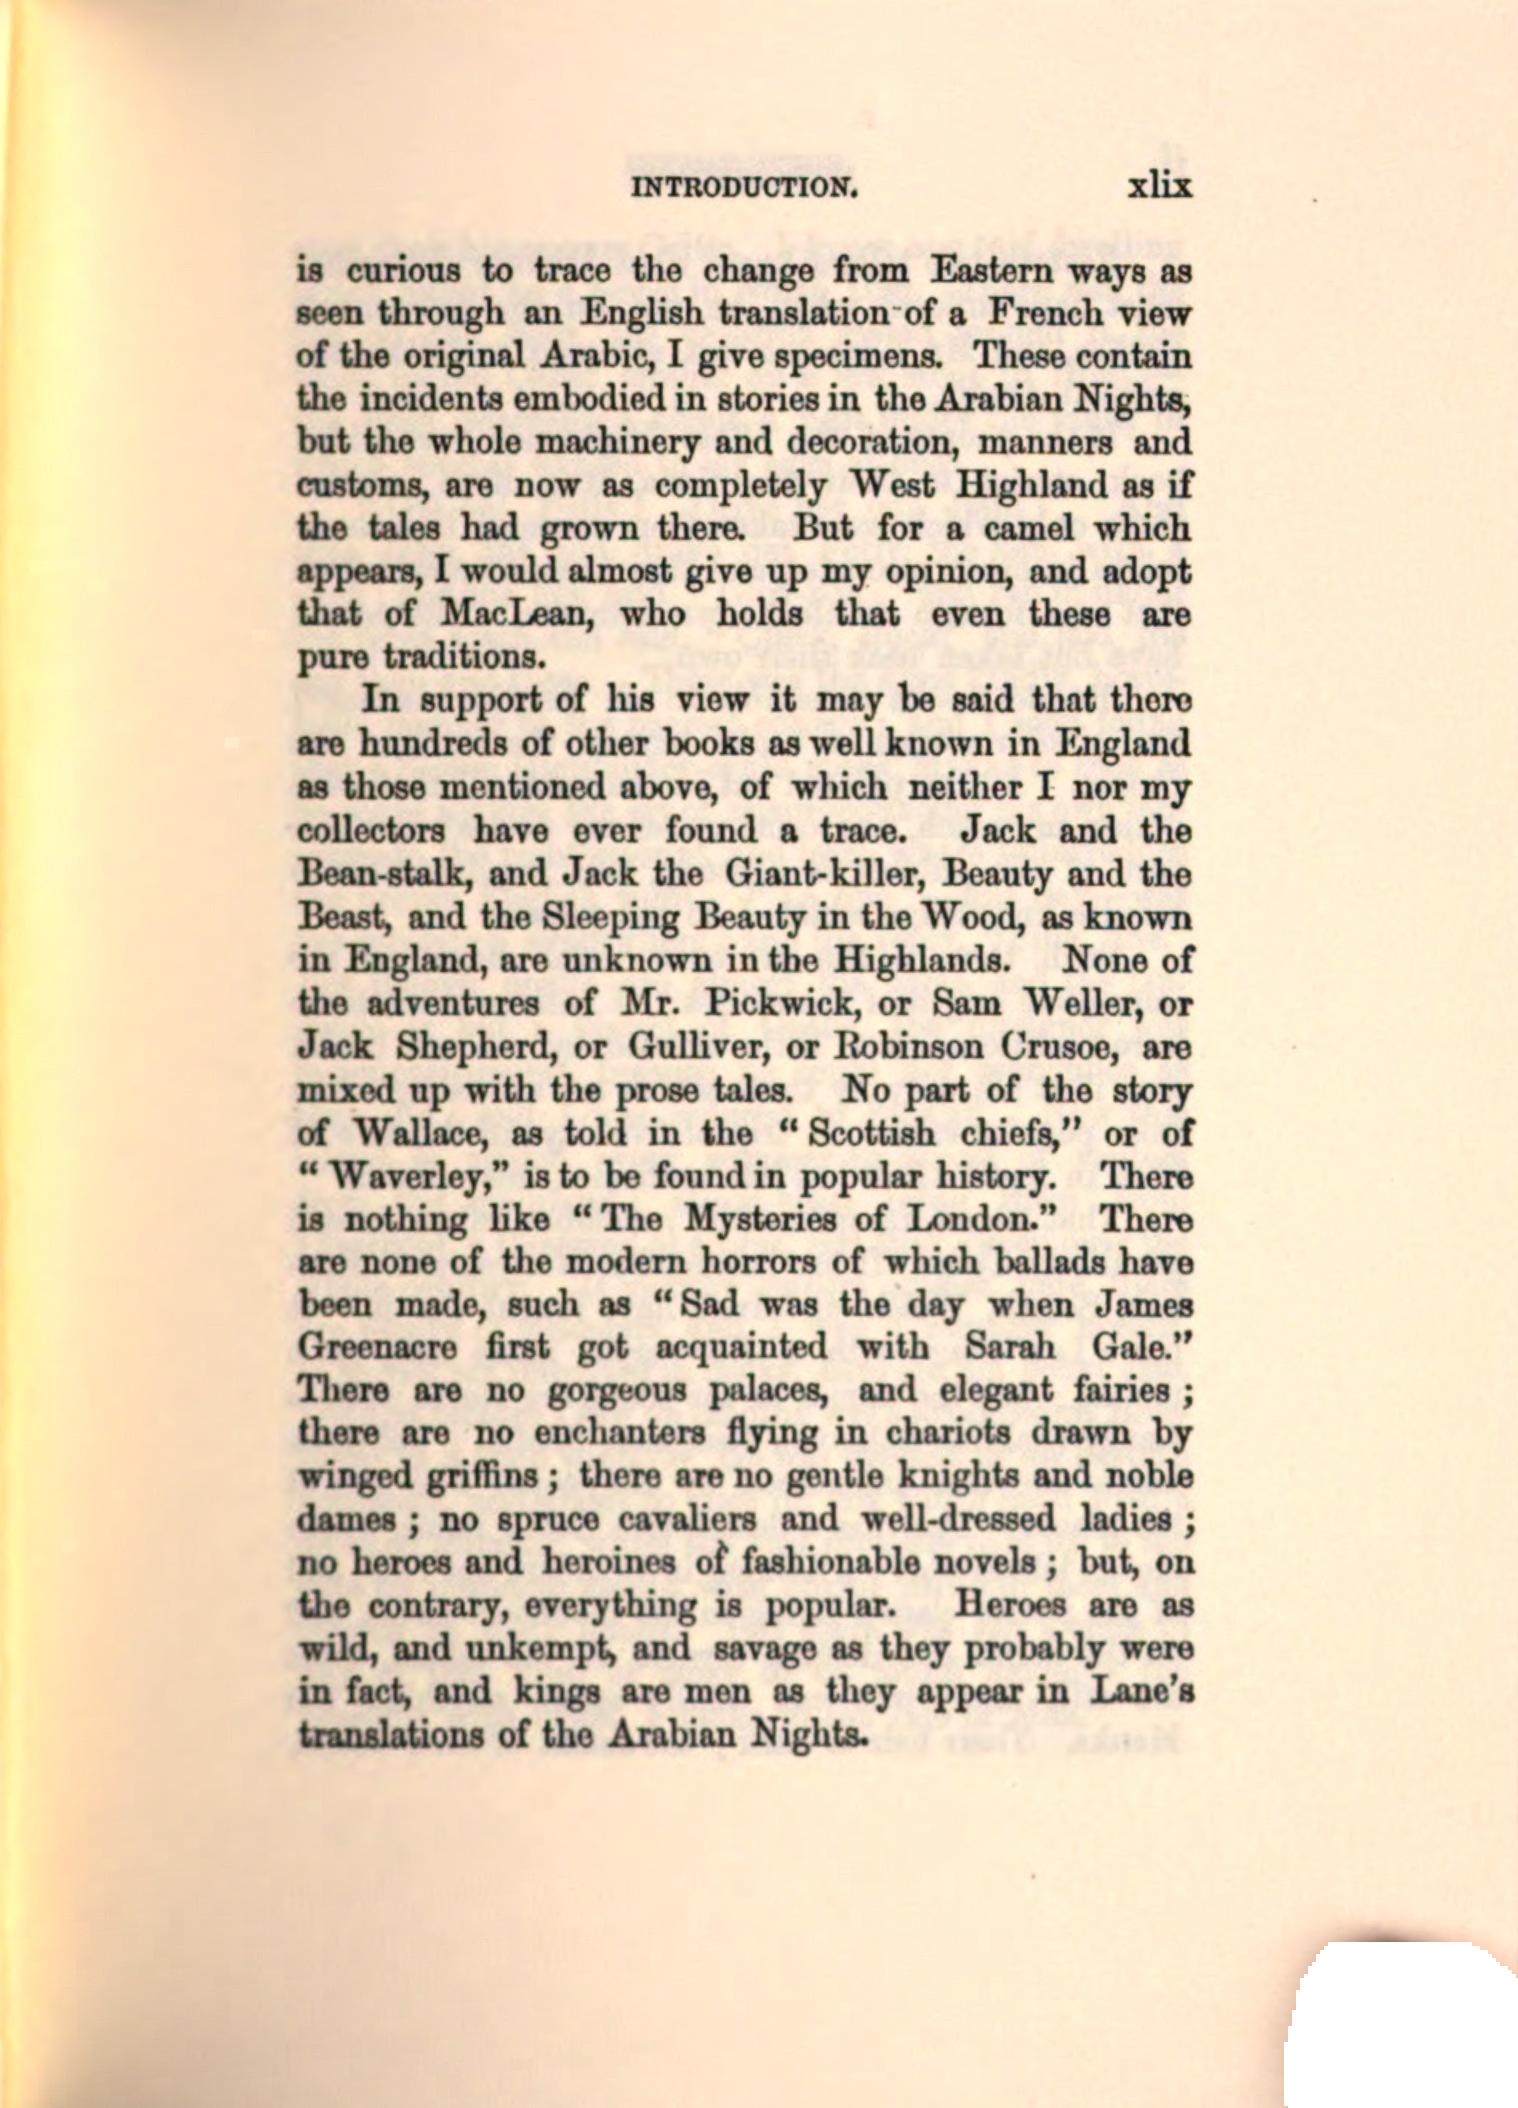 INTRODUCTION. xlix
is curious to trace the change from Eastern ways as
seen through an English translation of a French view
of the original Arabic, I give specimens. These contain
the incidents embodied in stories in the Arabian Nights,
but the whole machinery and decoration, manners and
customs, are now as completely West Highland as if
the tales had grown there. But for a camel which
appears, I would almost give up my opinion, and adopt
that of MacLean, who holds that even these are
pure traditions.
In support of his view it may be said that there
are hundreds of other books as well known in England
as those mentioned above, of which neither I nor my
collectors have ever found a trace. Jack and the
Bean-stalk, and Jack the Giant-killer, Beauty and the
Beast, and the Sleeping Beauty in the Wood, as known
in England, are unknown in the Highlands. None of
the adventures of Mr. Pickwick, or Sam Weller, or
Jack Shepherd, or Gulliver, or Robinson Crusoe, are
mixed up with the prose tales. No part of the story
of Wallace, as told in the “Scottish chiefs,” or of
“Waverley,” is to be found in popular history. There
is nothing like “The Mysteries of London.” There
are none of the modern horrors of which ballads have
been made, such as “Sad was the day when James
Greenacre first got acquainted with Sarah Gale.”
There are no gorgeous palaces, and elegant fairies ;
there are no enchanters flying in chariots drawn by
winged griffins ; there are no gentle knights and noble
dames ; no spruce cavaliers and well-dressed ladies ;
no heroes and heroines of fashionable novels ; but, on
the contrary, everything is popular. Heroes are as
wild, and unkempt, and savage as they probably were
in fact, and kings are men as they appear in Lane's
translations of the Arabian Nights.